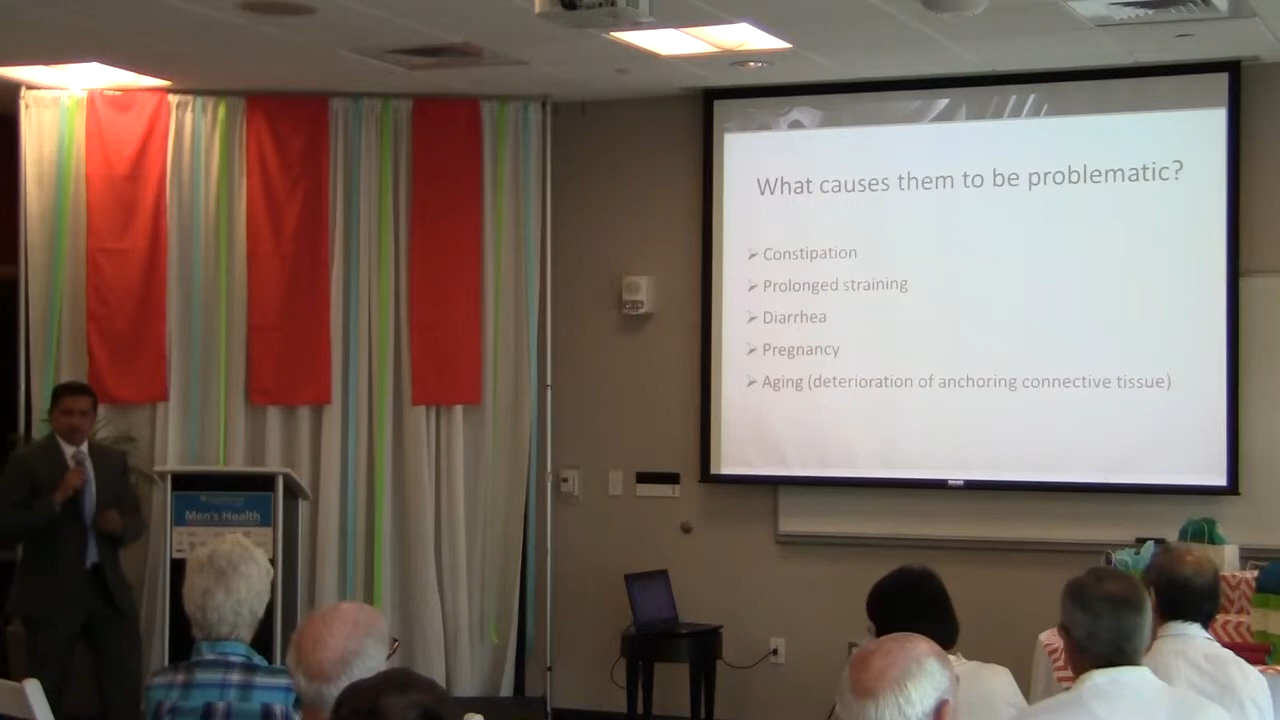 What causes them to be problematic?
Constipation
Prolonged straining
Diarrhea
Pregnancy
Aging (deterioration of anchoring connective tissue)
Men's Health